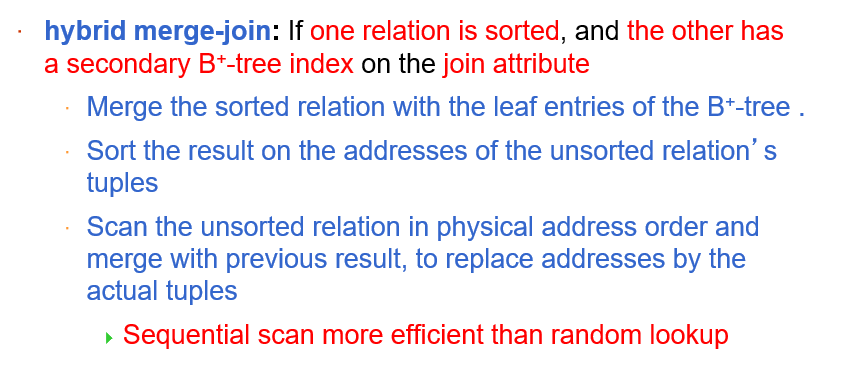 hybrid merge-join: If one relation is sorted, and the other has
a secondary B+-tree index on the join attribute
Merge the sorted relation with the leaf entries of the B+-tree .
Sort the result on the addresses of the unsorted relation’s
tuples
Scan the unsorted relation in physical address order and
merge with previous result, to replace addresses by the
actual tuples
Sequential scan more efficient than random lookup